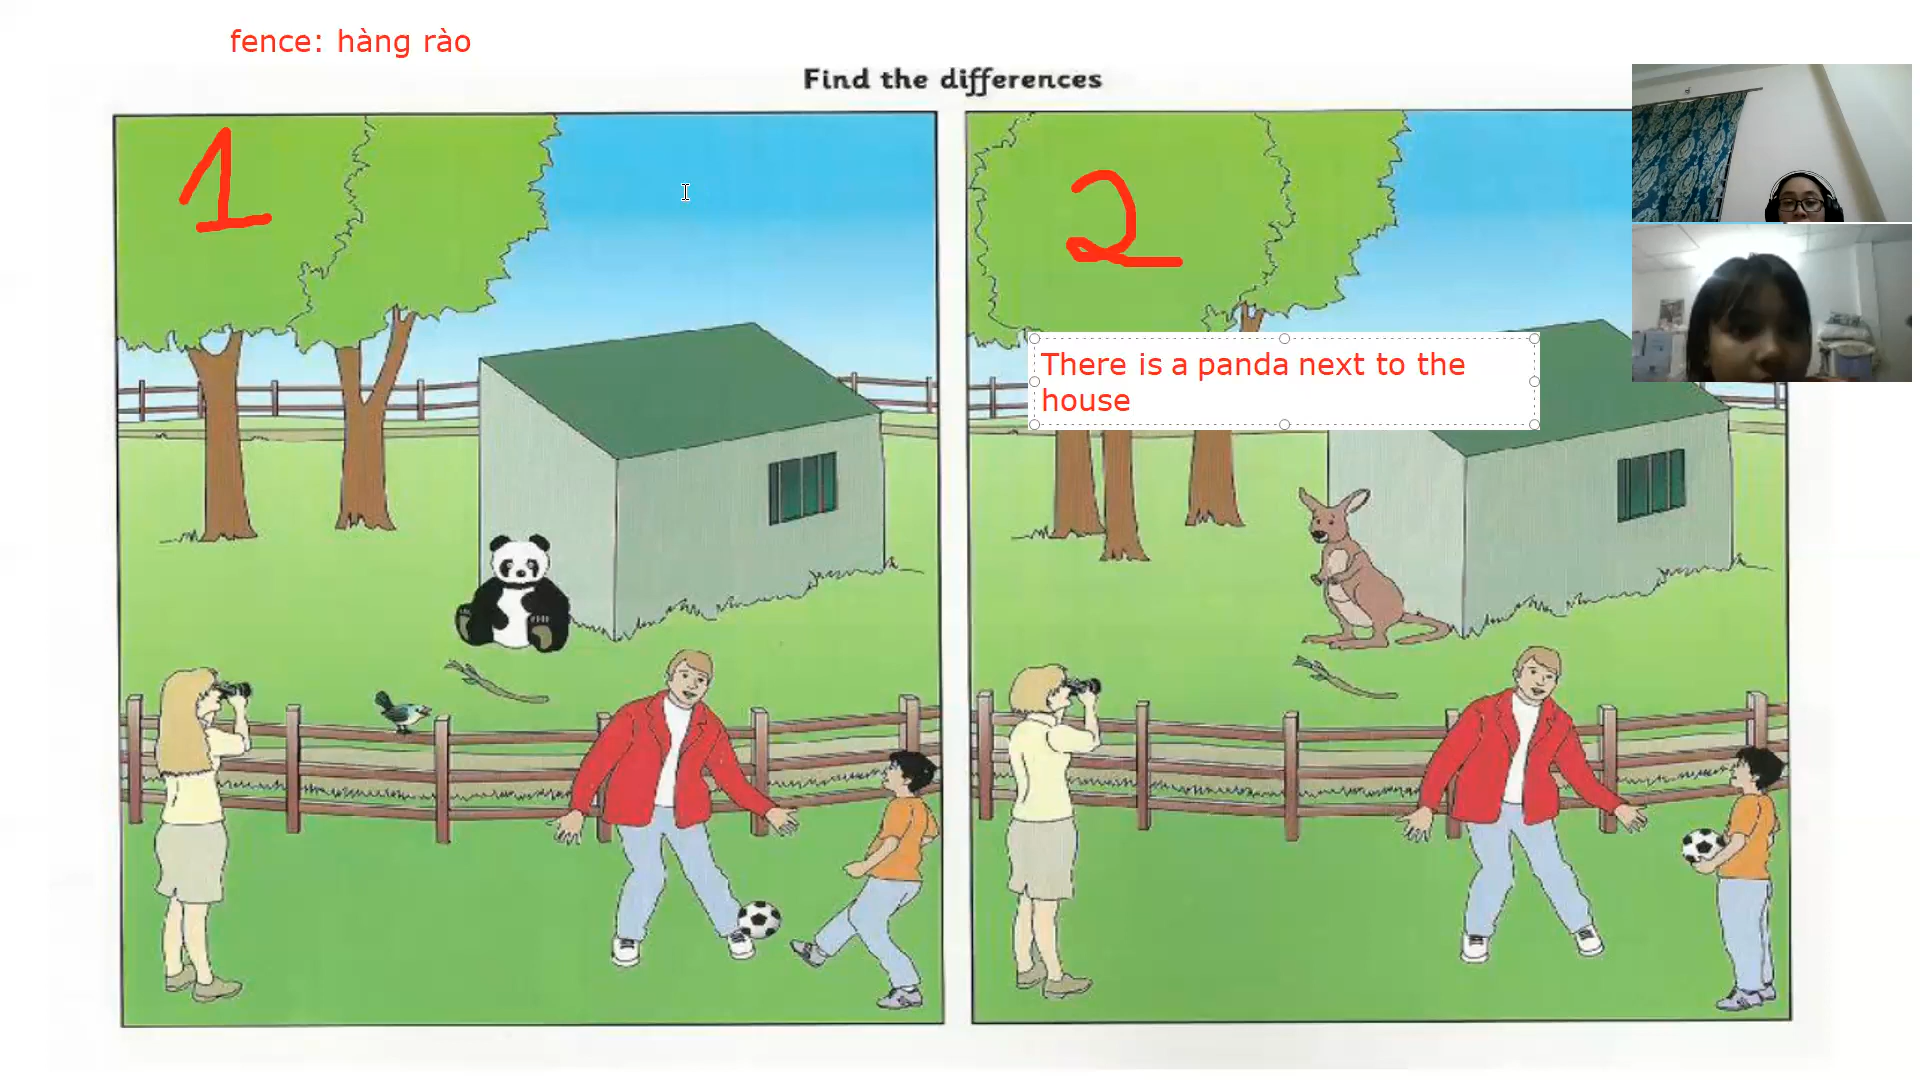 fence: hàng rào
Find the differences
1
2
There is a panda next to the
house